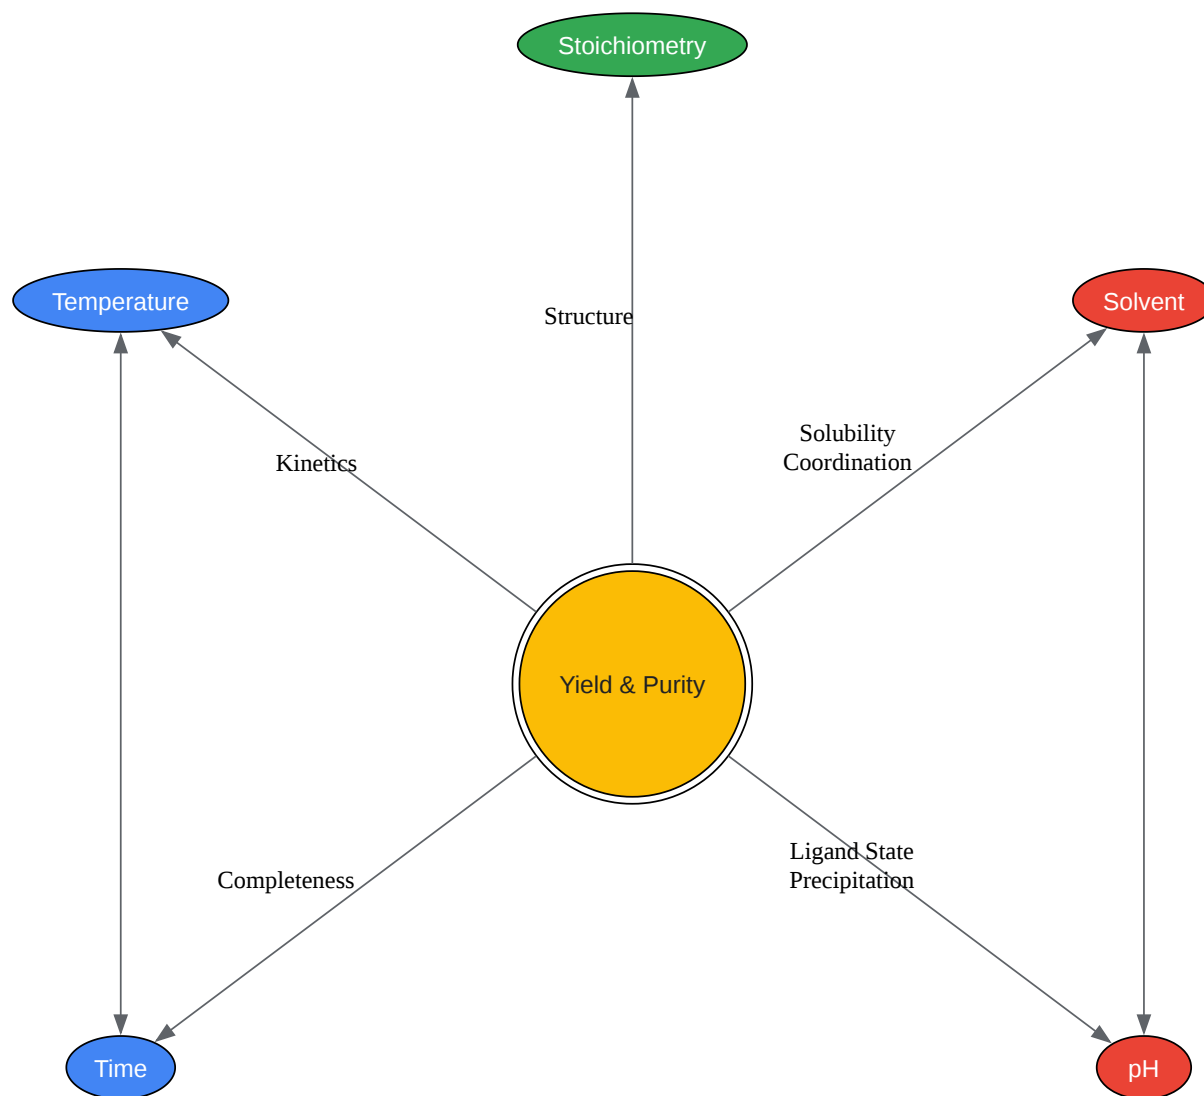 Stoichiometry
Temperature
Solvent
Structure
Solubility
Coordination
Kinetics
Yield & Purity
Ligand State
Precipitation
Completeness
Time
pH